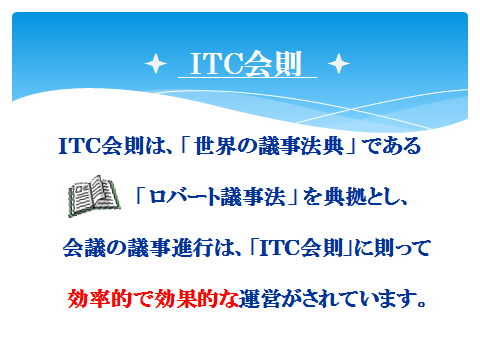 ITC会則
ITC会則は、「世界の議事法典」である
「ロバート議事法」を典拠とし、
会議の議事進行は、「ITC会則」に則って
効率的で効果的な運営がされています。